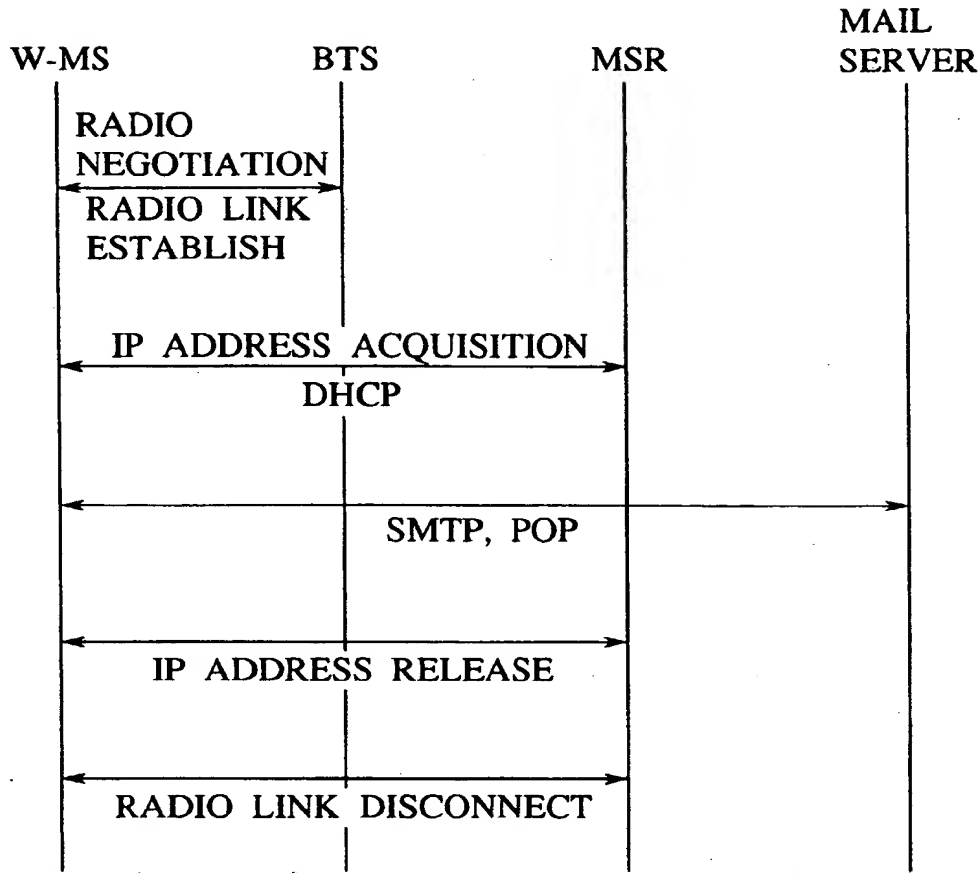 W-MS
BTS
MSR
MAIL
SERVER
RADIO
NEGOTIATION
RADIO LINK
ESTABLISH
IP ADDRESS ACQUISITION
DHCP
SMTP, POP
IP ADDRESS RELEASE
RADIO LINK DISCONNECT